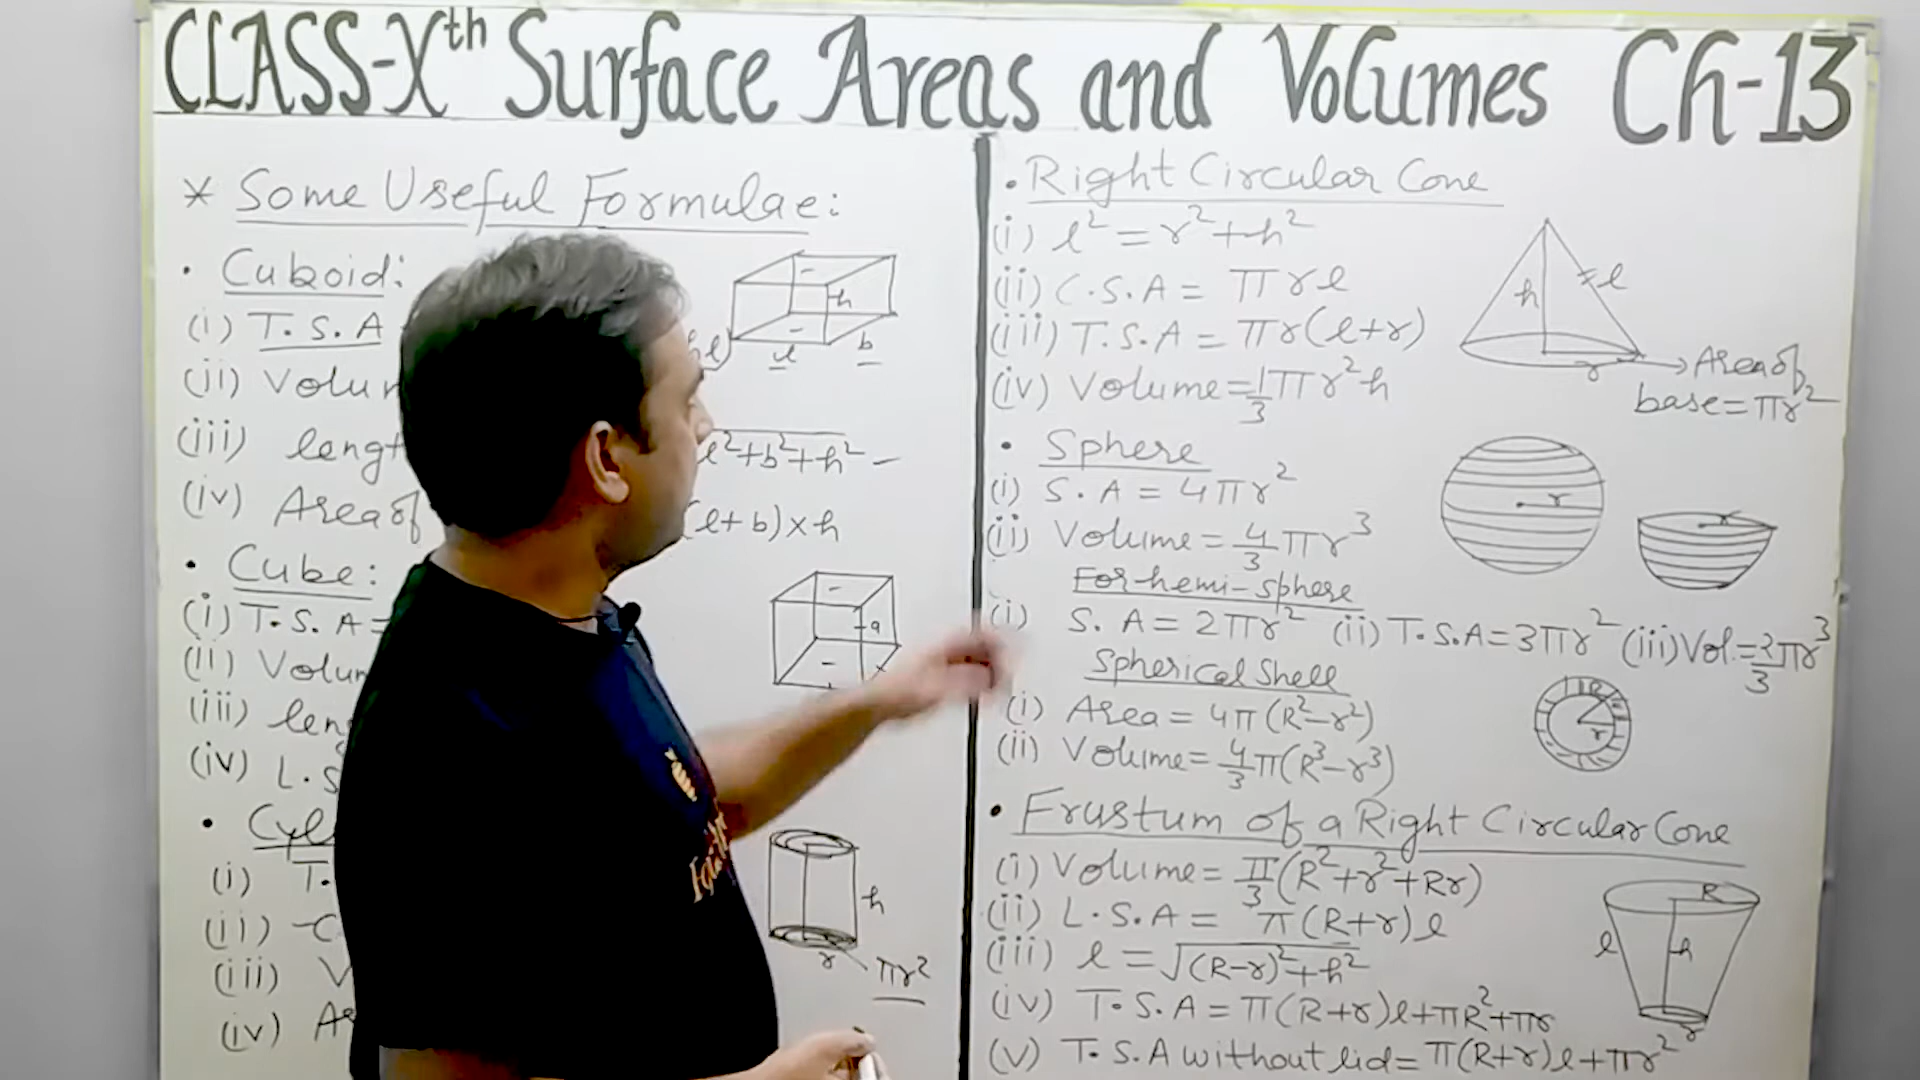 CLASS-Xth Surface Areas and Volumes Ch-13
* Some Useful Formulae:
• Cuboid:
(i) T.S.A
(ii) Volum
(iii) lengt √l²+b²+h²
(iv) Area of (l+b)×h
h
l
b
• Cube:
(i) T.S.A =
(ii) Volum
(iii) leng
(iv) L.S
a
• Cyl
(i) T.
(ii) C
(iii) V
(iv) Ar
h
r
πr²
• Right Circular Cone
(i) l² = r²+h²
(ii) C.S.A = πrl
(iii) T.S.A = πr(l+r)
(iv) Volume = 1/3 πr²h
h
l
r
→ Area of
base = πr²
• Sphere
(i) S.A = 4πr²
(ii) Volume = 4/3 πr³
r
r
For hemi-sphere
(i) S.A = 2πr² (ii) T.S.A = 3πr² (iii) Vol. = 2/3 πr³
Spherical Shell
(i) Area = 4π(R²-r²)
(ii) Volume = 4/3 π(R³-r³)
R
r
• Frustum of a Right Circular Cone
(i) Volume = π/3 (R²+r²+Rr)
(ii) L.S.A = π(R+r)l
(iii) l = √(R-r)²+h²
(iv) T.S.A = π(R+r)l+πR²+πr
(v) T.S.A without lid = π(R+r)l+πr²
R
l
h
r